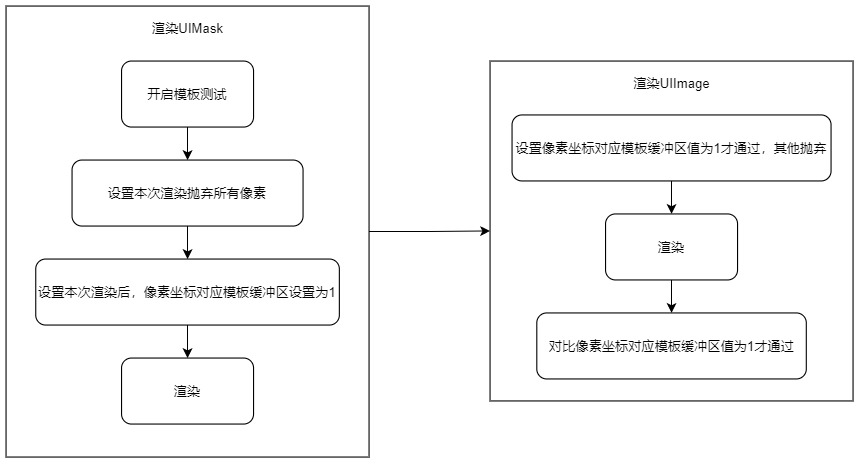 渲染UIMask
开启模板测试
设置本次渲染抛弃所有像素
设置本次渲染后，像素坐标对应模板缓冲区设置为1
渲染
渲染UIImage
设置像素坐标对应模板缓冲区值为1才通过，其他抛弃
渲染
对比像素坐标对应模板缓冲区值为1才通过